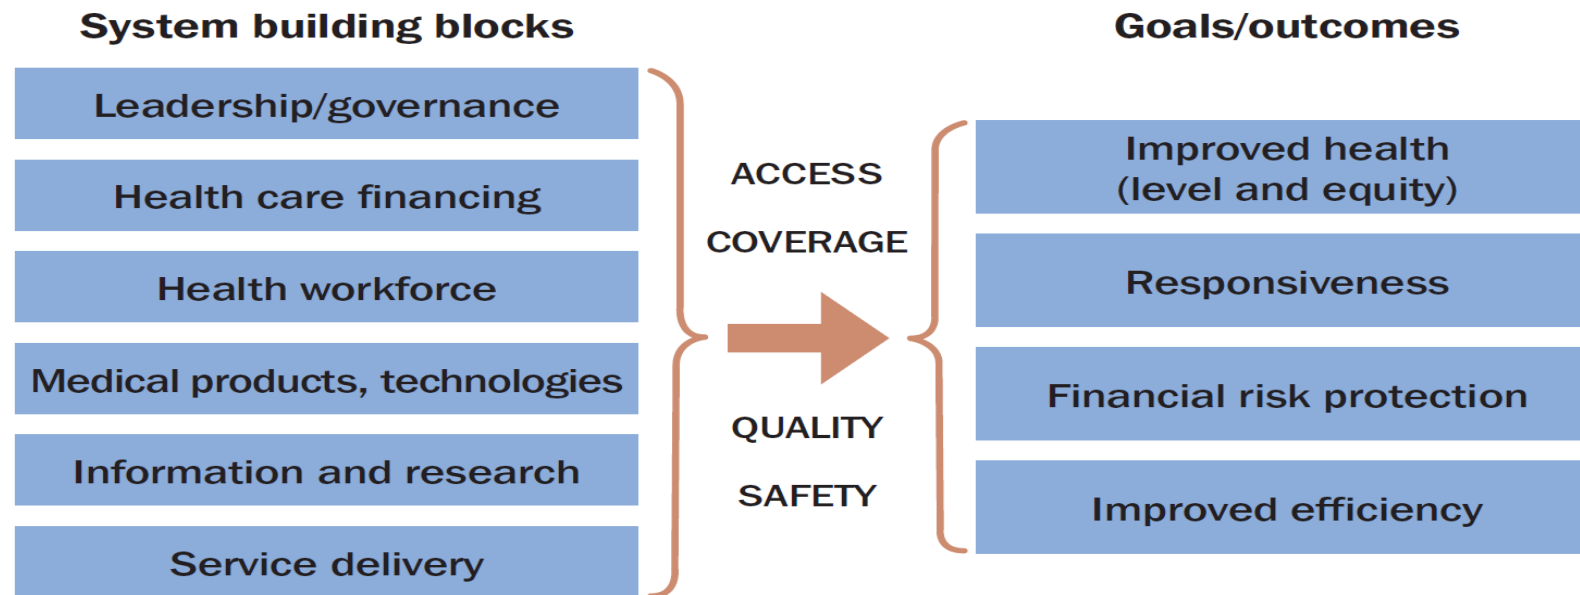 System building blocks
Leadership/governance
Health care financing
Health workforce
Medical products, technologies
Information and research
Service delivery
ACCESS
COVERAGE
QUALITY
SAFETY
Goals/outcomes
Improved health
(level and equity)
Responsiveness
Financial risk protection
Improved efficiency